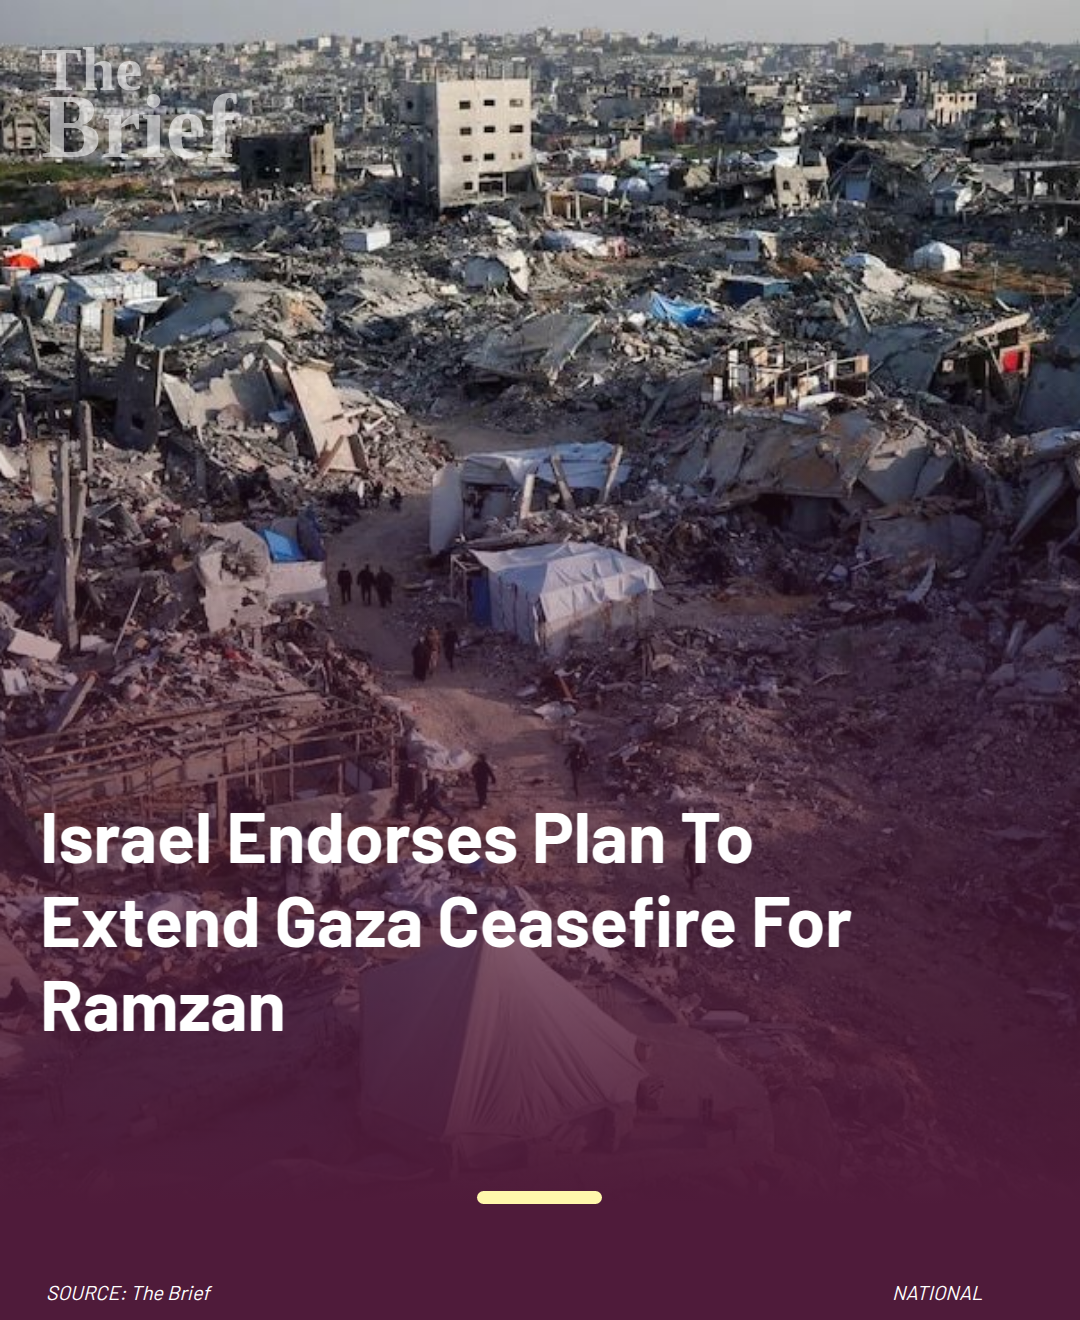 The
Brief
Israel Endorses Plan To
Extend Gaza Ceasefire For
Ramzan
SOURCE: The Brief
NATIONAL